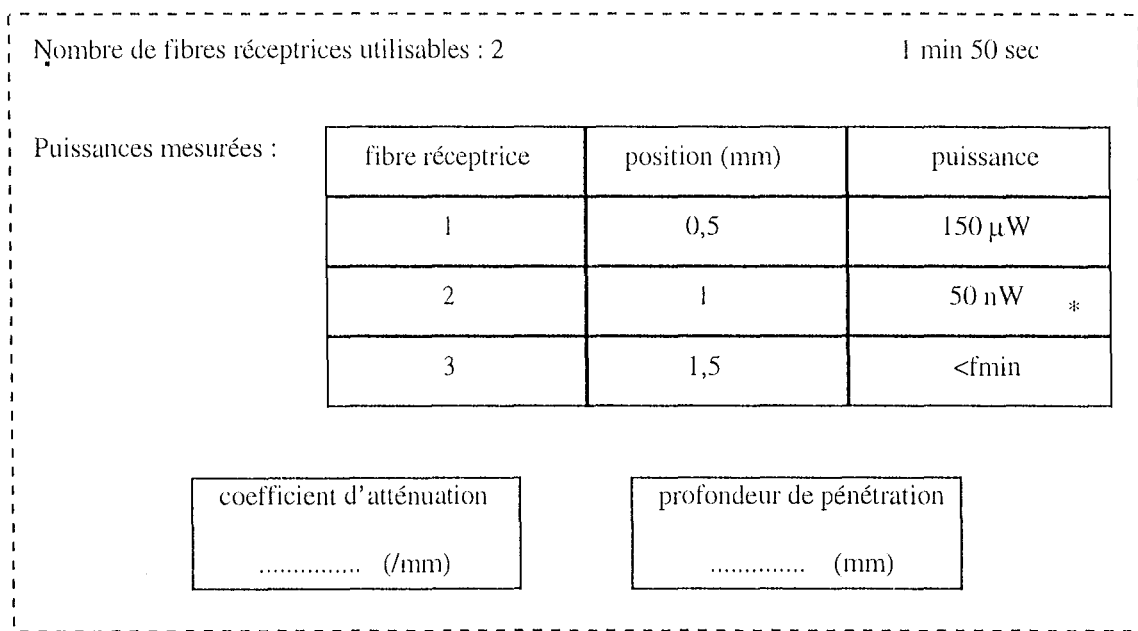 Nombre de fibres réceptrices utilisables : 2 1 min 50 sec
Puissances mesurées :
fibre réceptrice position (mm) puissance
1 0,5 150 µW
2 1 50 nW *
3 1,5 <fmin
coefficient d'atténuation profondeur de pénétration
............... (/mm) .............. (mm)